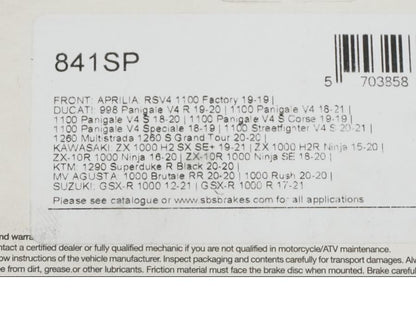 841SP
5 703858
FRONT: APRILIA: RSV4 1100 Factory 19-19|
DUCATI: 998 Panigale V4 R 19-20| 1100 Panigale V4 18-21|
1100 Panigale V4 S 18-20| 1100 Panigale V4 S Corse 19-19|
1100 Panigale V4 Speciale 18-19| 1100 Streetfighter V4 S 20-21|
1260 Multistrada 1260 S Grand Tour 20-20|
KAWASAKI: ZX 1000 H2 SX SE+ 19-21| ZX 1000 H2R Ninja 15-20|
ZX-10R 1000 Ninja 16-20| ZX-10R 1000 Ninja SE 18-20|
KTM: 1290 Superduke R Black 20-20|
MV AGUSTA: 1000 Brutale RR 20-20| 1000 Rush 20-20|
SUZUKI: GSX-R 1000 12-21| GSX-R 1000 R 17-21|
Please see catalogue or www.sbsbrakes.com for all applications
and warra
ntact a certified dealer or fully qualified mechanic if you are not qualified in motorcycle/ATV maintenance.
ow instructions of the vehicle manufacturer. Inspect packaging and contents carefully for transport damages. Alw
ee from dirt, grease or other lubricants. Friction material must face the brake disc when mounted. Brake careful